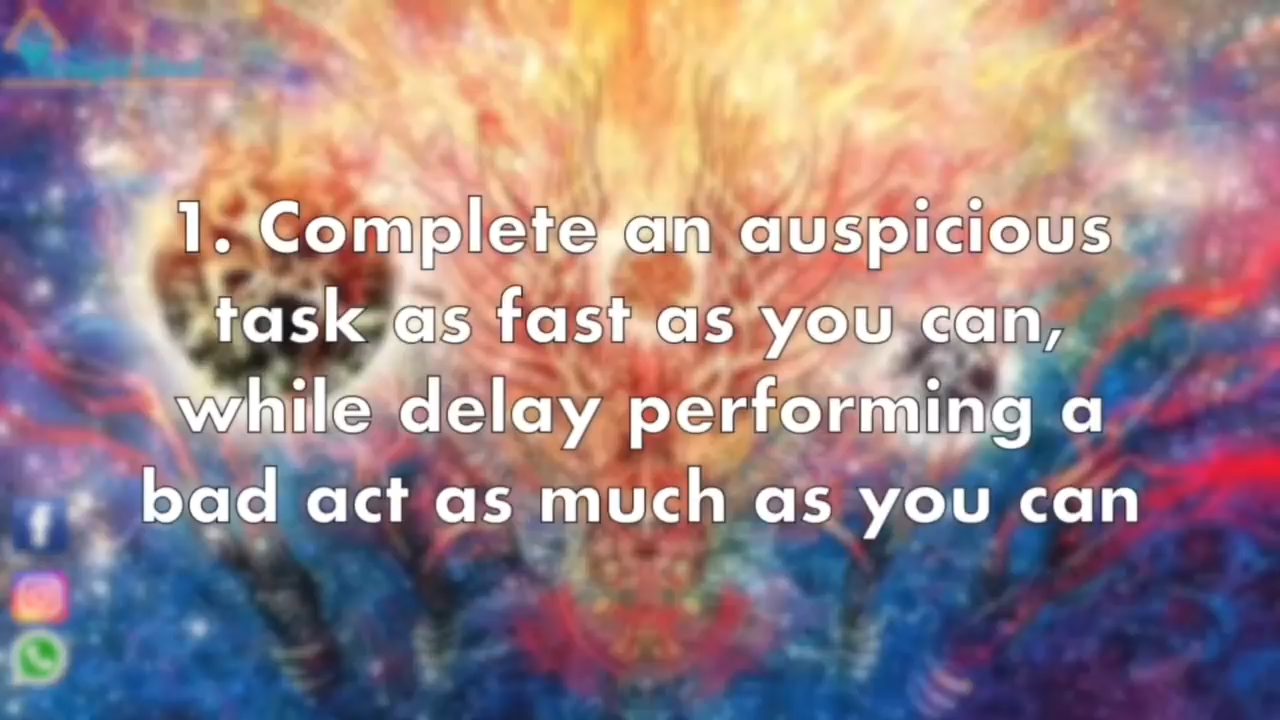 1. Complete an auspicious
task as fast as you can,
while delay performing a
bad act as much as you can